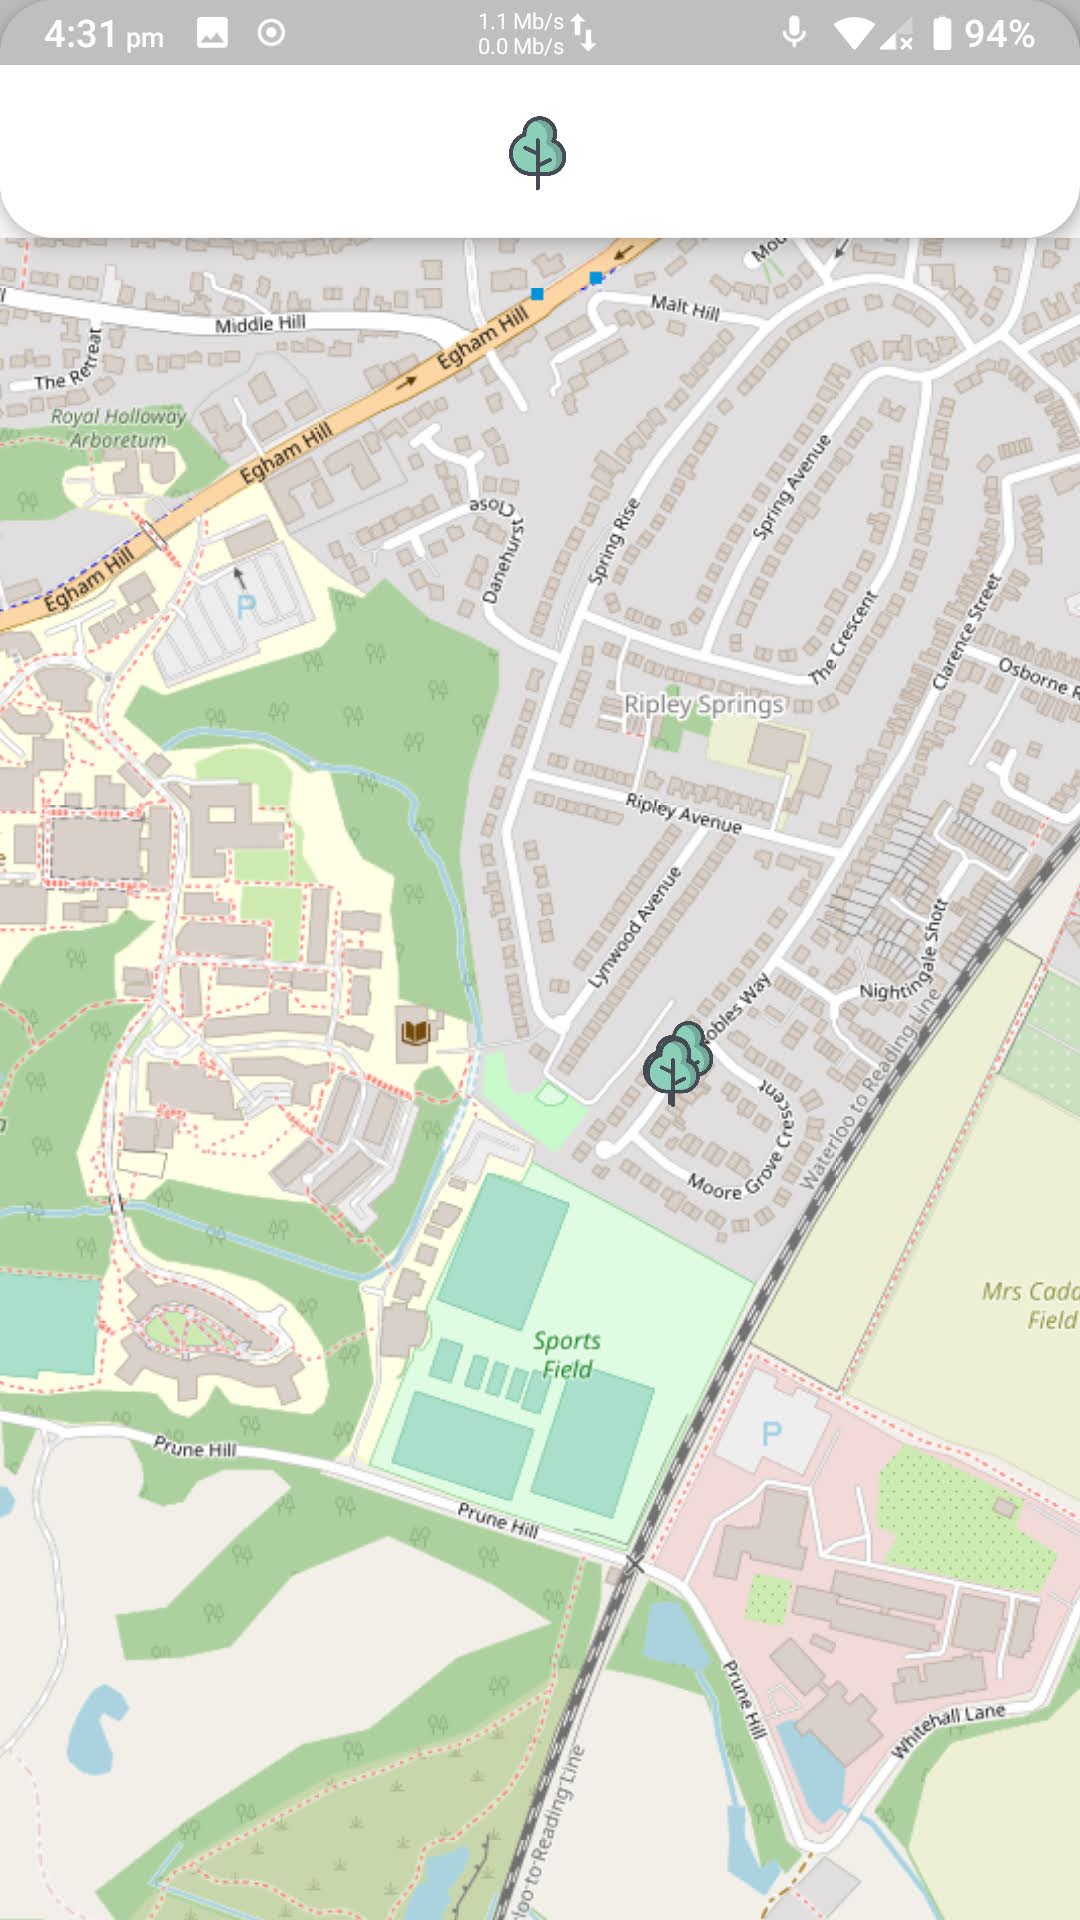 4:31 pm
1.1 Mb/s
0.0 Mb/s
94%
Middle Hill
Egham Hill
Malt Hill
The Retreat
Royal Holloway
Arboretum
Egham Hill
Egham Hill
P
Danehurst Close
Spring Rise
Spring Avenue
The Crescent
Clarence Street
Osborne R
Ripley Springs
Ripley Avenue
Lynwood Avenue
Nightingale Shott
Nobles Way
Waterloo to Reading Line
Moore Grove Crescent
Mrs Cadd
Field
Sports
Field
P
Prune Hill
Prune Hill
Prune Hill
Whitehall Lane
loo to Reading Line